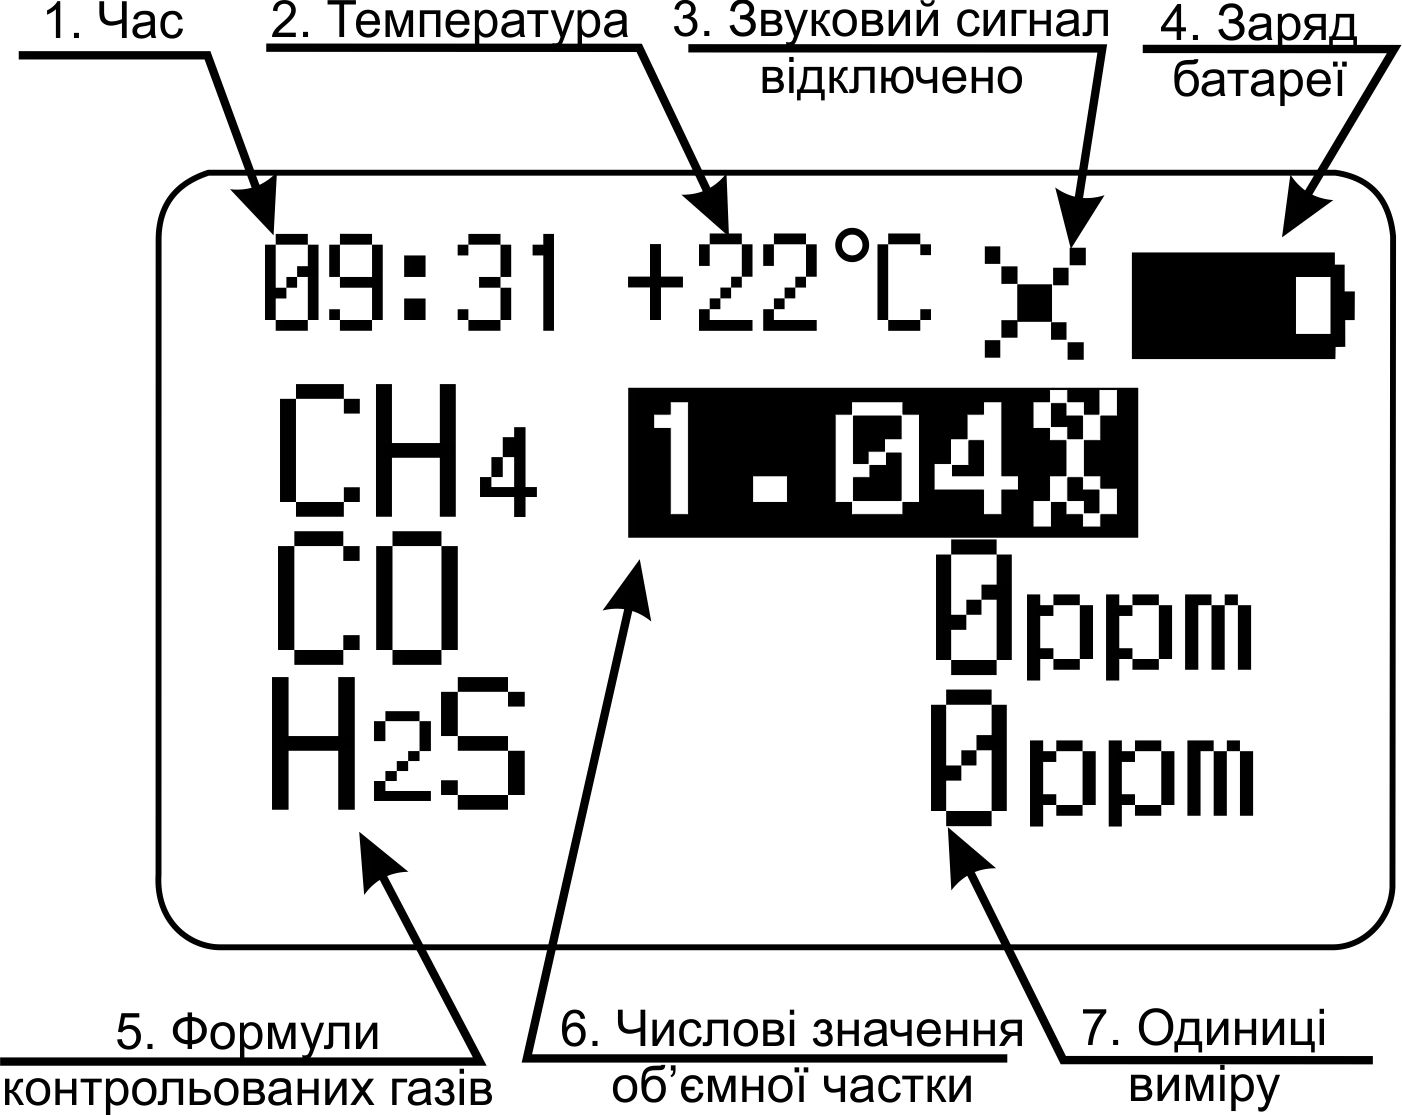 1. Час
2. Температура
3. Звуковий сигнал
відключено
4. Заряд
батареї
09:31 +22°C
CH4 1.04%
CO 0ppm
H2S 0ppm
5. Формули
контрольованих газів
6. Числові значення
об’ємної частки
7. Одиниці
виміру